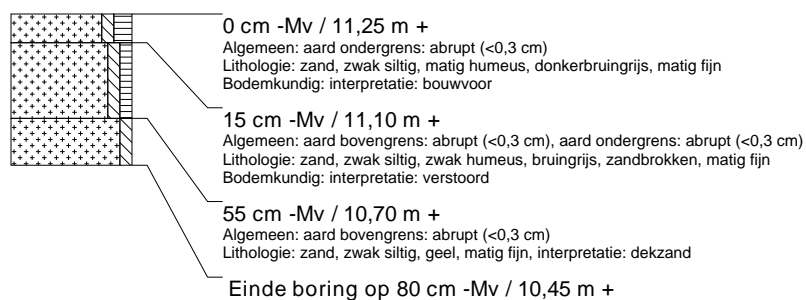 0 cm -Mv / 11,25 m +
Algemeen: aard ondergrens: abrupt (<0,3 cm)
Lithologie: zand, zwak siltig, matig humeus, donkerbruingrijs, matig fijn
Bodemkundig: interpretatie: bouwvoor
15 cm -Mv / 11,10 m +
Algemeen: aard bovengrens: abrupt (<0,3 cm), aard ondergrens: abrupt (<0,3 cm)
Lithologie: zand, zwak siltig, zwak humeus, bruingrijs, zandbrokken, matig fijn
Bodemkundig: interpretatie: verstoord
55 cm -Mv / 10,70 m +
Algemeen: aard bovengrens: abrupt (<0,3 cm)
Lithologie: zand, zwak siltig, geel, matig fijn, interpretatie: dekzand
Einde boring op 80 cm -Mv / 10,45 m +